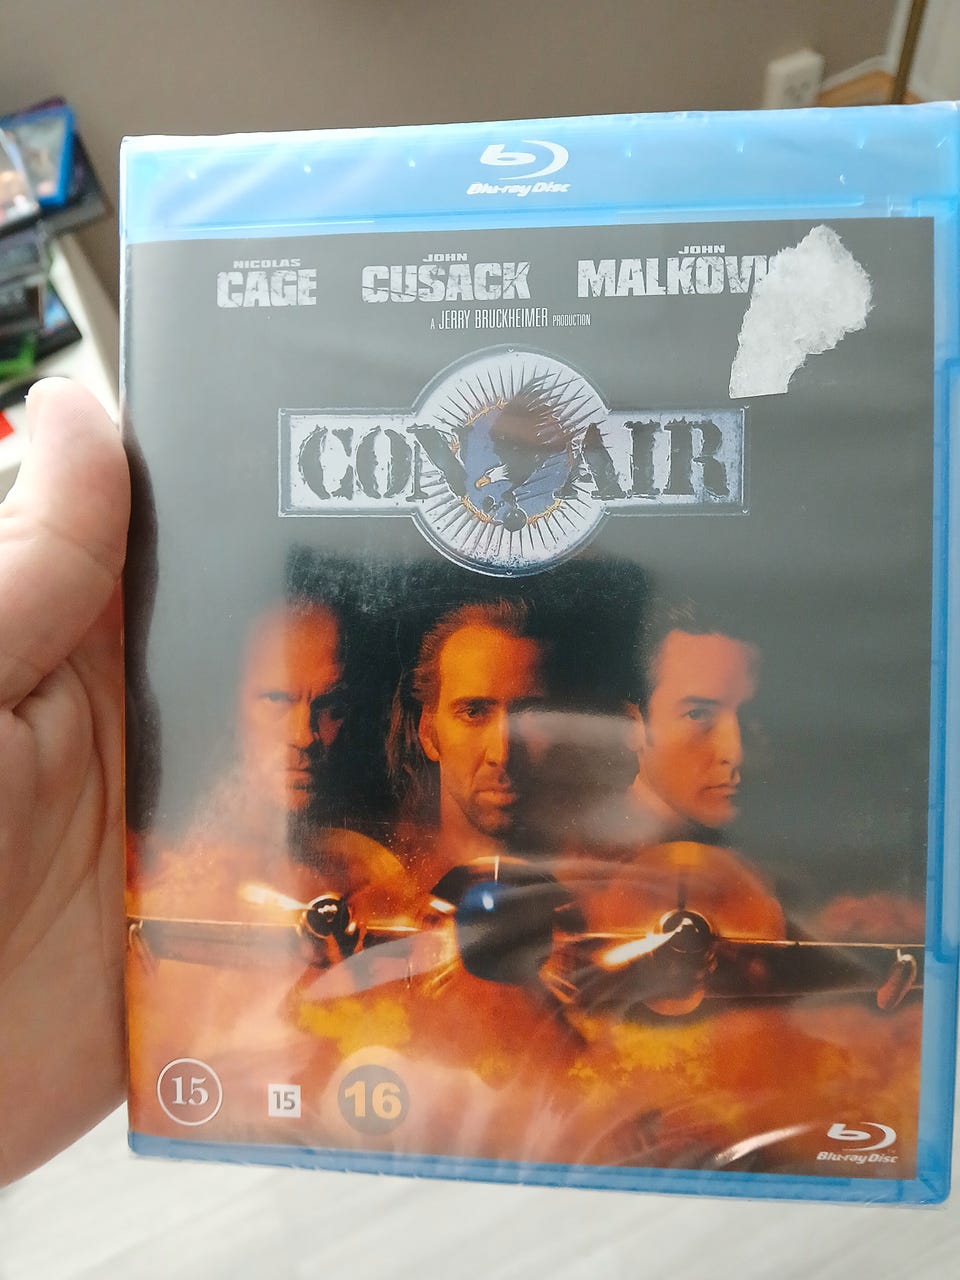 Blu-ray Disc
NICOLAS CAGE
JOHN CUSACK
JOHN
A JERRY BRUCKHEIMER PRODUCTION
CON AIR
15
15
16
Blu-ray Disc